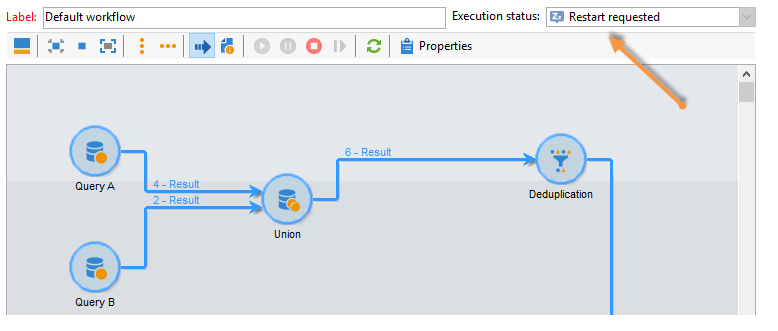 Label: Default workflow Execution status: Restart requested
Properties
6 - Result
Query A
4 - Result
Deduplication
2 - Result
Union
Query B